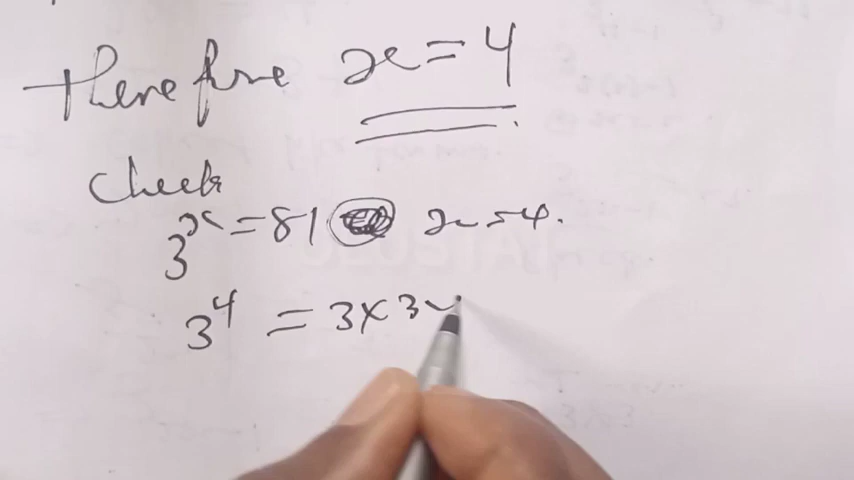 Therefore x = 4
Check
3^x = 81 x = 4.
3^4 = 3 × 3 ×